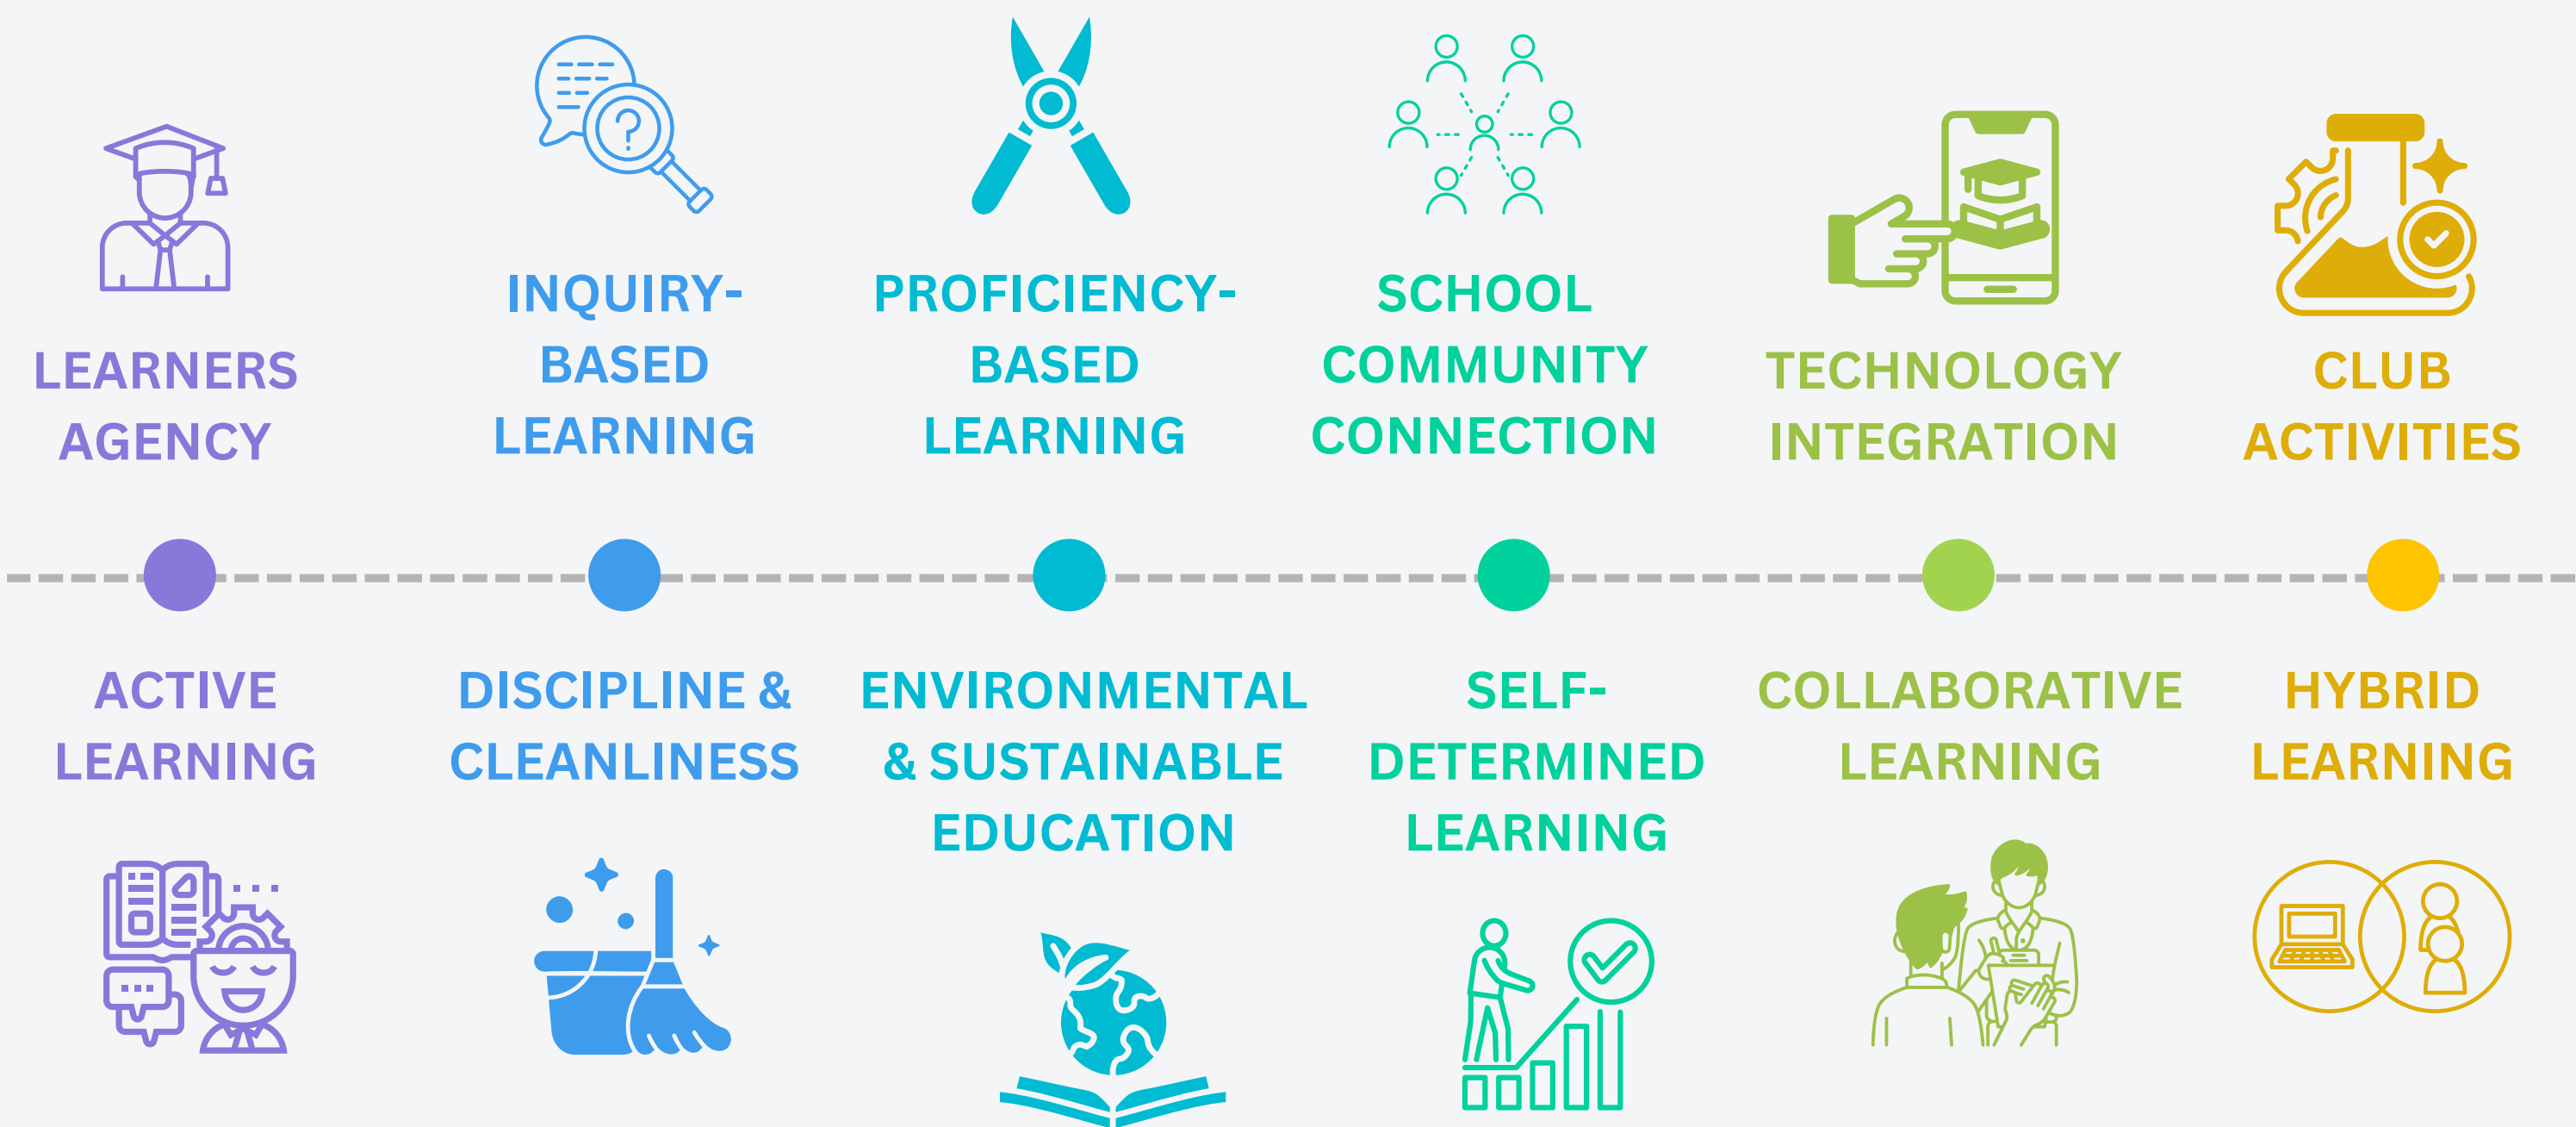 LEARNERS
AGENCY
INQUIRY-
BASED
LEARNING
PROFICIENCY-
BASED
LEARNING
SCHOOL
COMMUNITY
CONNECTION
TECHNOLOGY
INTEGRATION
CLUB
ACTIVITIES
ACTIVE
LEARNING
DISCIPLINE &
CLEANLINESS
ENVIRONMENTAL
& SUSTAINABLE
EDUCATION
SELF-
DETERMINED
LEARNING
COLLABORATIVE
LEARNING
HYBRID
LEARNING